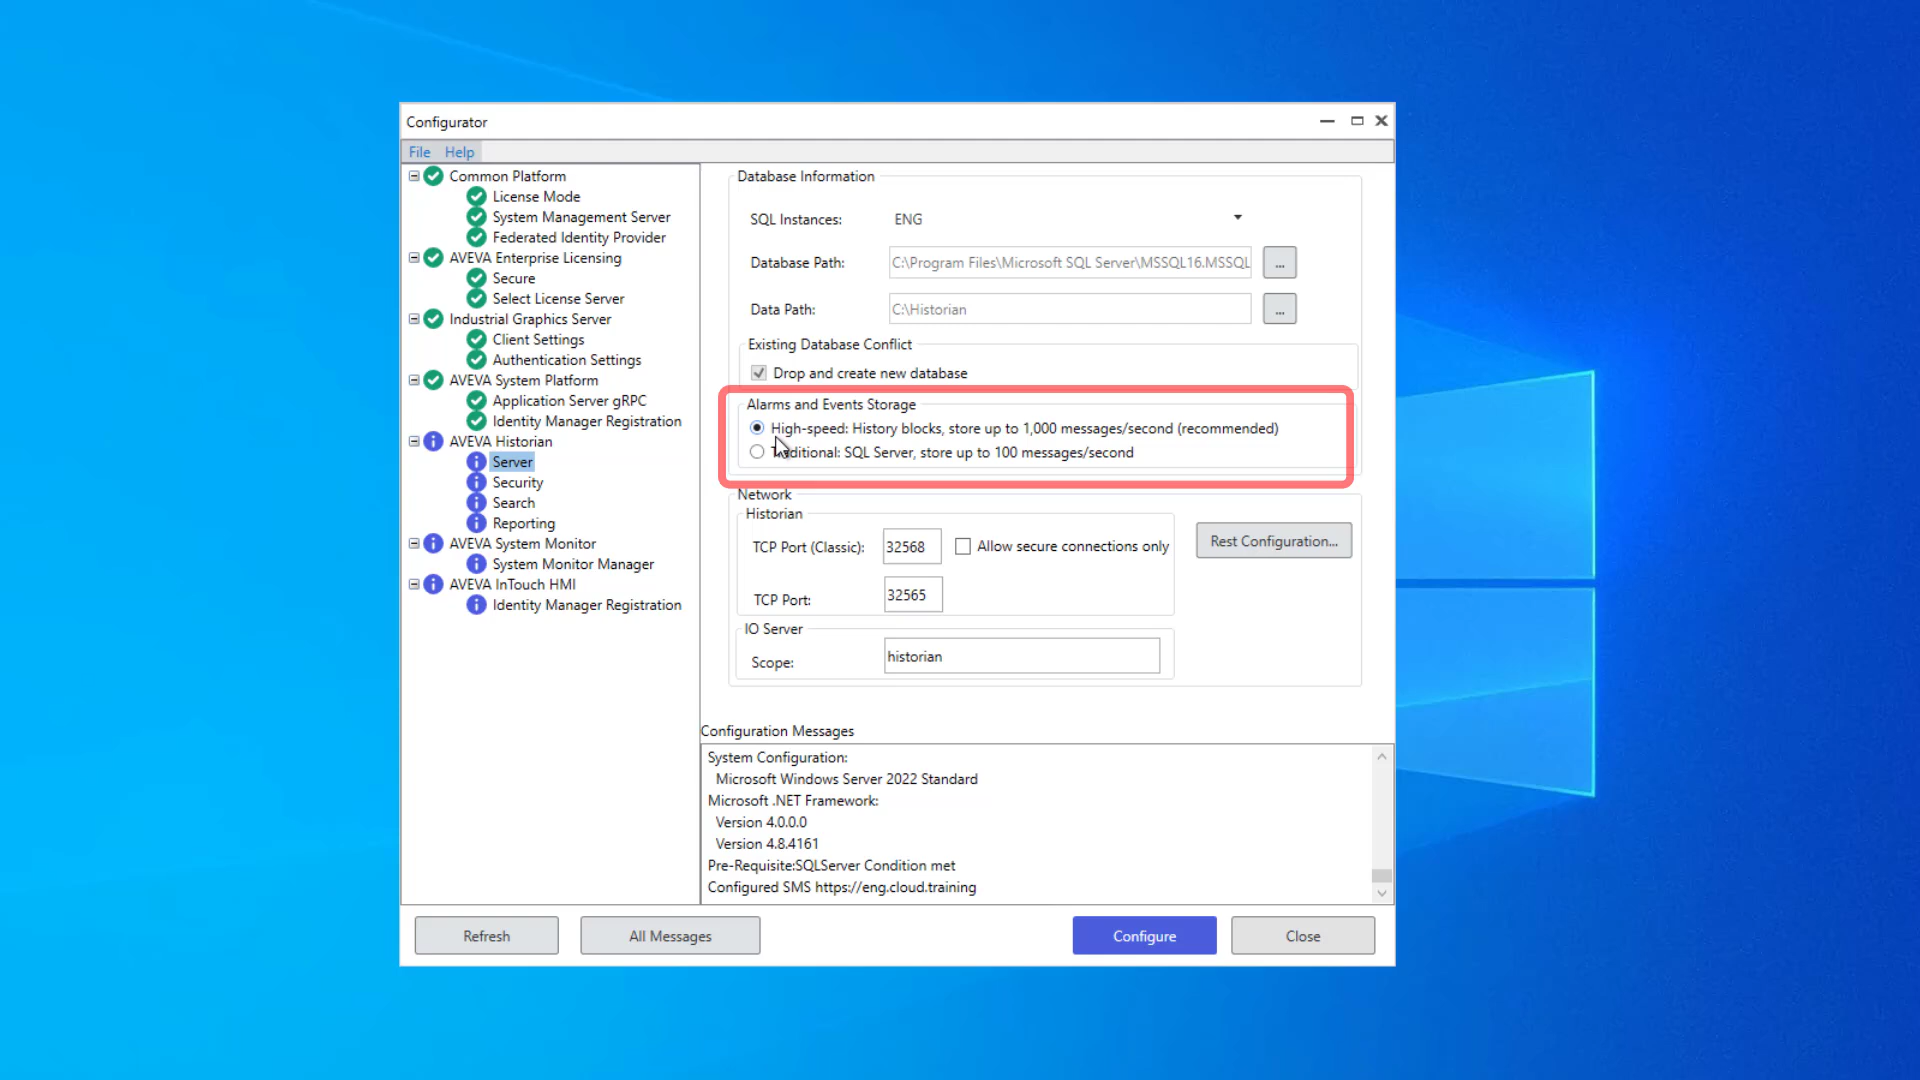 Configurator
File Help
Common Platform
License Mode
System Management Server
Federated Identity Provider
AVEVA Enterprise Licensing
Secure
Select License Server
Industrial Graphics Server
Client Settings
Authentication Settings
AVEVA System Platform
Application Server gRPC
Identity Manager Registration
AVEVA Historian
Server
Security
Search
Reporting
AVEVA System Monitor
System Monitor Manager
AVEVA InTouch HMI
Identity Manager Registration
Database Information
SQL Instances: ENG
Database Path: C:\Program Files\Microsoft SQL Server\MSSQL16.MSSQL ...
Data Path: C:\Historian ...
Existing Database Conflict
Drop and create new database
Alarms and Events Storage
High-speed: History blocks, store up to 1,000 messages/second (recommended)
Traditional: SQL Server, store up to 100 messages/second
Network
Historian
TCP Port (Classic): 32568 Allow secure connections only Rest Configuration...
TCP Port: 32565
IO Server
Scope: historian
Configuration Messages
System Configuration:
Microsoft Windows Server 2022 Standard
Microsoft .NET Framework:
Version 4.0.0.0
Version 4.8.4161
Pre-Requisite:SQLServer Condition met
Configured SMS https://eng.cloud.training
Refresh All Messages Configure Close